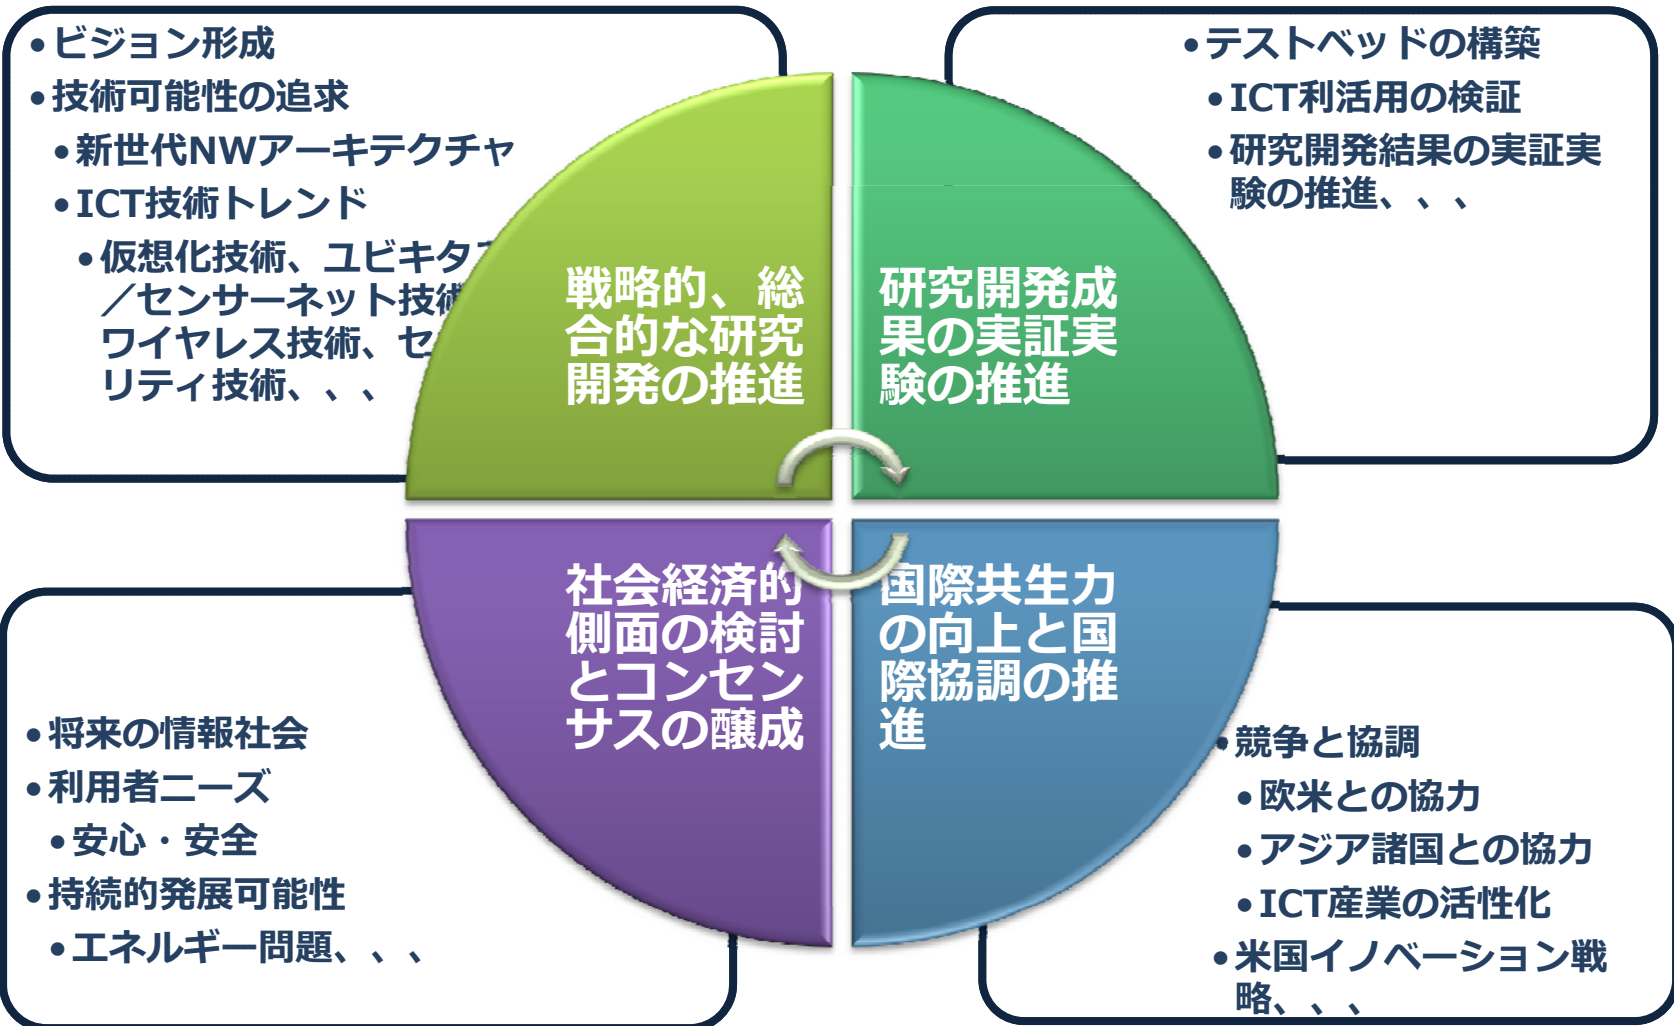 •ビジョン形成
•技術可能性の追求
•新世代NWアーキテクチャ
•ICT技術トレンド
•仮想化技術、ユビキタ
／センサーネット技術
ワイヤレス技術、セ
リティ技術、、、
•テストベッドの構築
•ICT利活用の検証
•研究開発結果の実証実
験の推進、、、
戦略的、総
合的な研究
開発の推進
研究開発成
果の実証実
験の推進
社会経済的
側面の検討
とコンセン
サスの醸成
国際共生力
の向上と国
際協調の推
進
•将来の情報社会
•利用者ニーズ
•安心・安全
•持続的発展可能性
•エネルギー問題、、、
•競争と協調
•欧米との協力
•アジア諸国との協力
•ICT産業の活性化
•米国イノベーション戦
略、、、